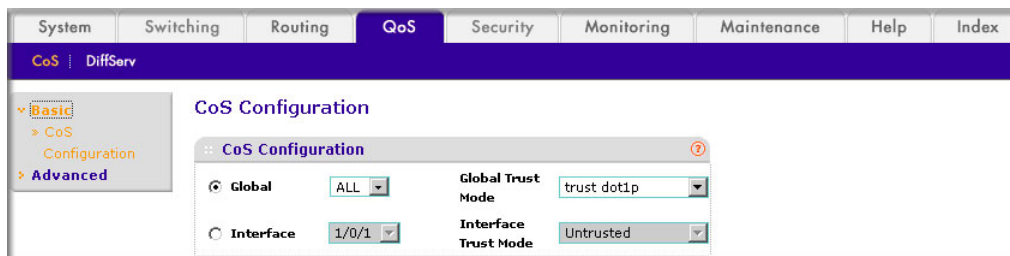 System Switching Routing QoS Security Monitoring Maintenance Help Index
CoS | DiffServ
Basic
CoS
Configuration
Advanced
CoS Configuration
CoS Configuration ?
Global ALL Global Trust
Mode trust dot1p
Interface 1/0/1 Interface
Trust Mode Untrusted